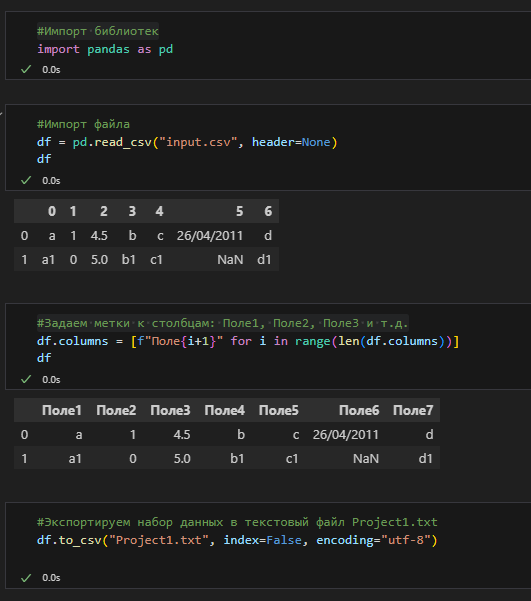 #Импорт библиотек
import pandas as pd
0.0s
#Импорт файла
df = pd.read_csv("input.csv", header=None)
df
0.0s
0 1 2 3 4 5 6
0 a 1 4.5 b c 26/04/2011 d
1 a1 0 5.0 b1 c1 NaN d1
#Задаем метки к столбцам: Поле1, Поле2, Поле3 и т.д.
df.columns = [f"Поле{i+1}" for i in range(len(df.columns))]
df
0.0s
Поле1 Поле2 Поле3 Поле4 Поле5 Поле6 Поле7
0 a 1 4.5 b c 26/04/2011 d
1 a1 0 5.0 b1 c1 NaN d1
#Экспортируем набор данных в текстовый файл Project1.txt
df.to_csv("Project1.txt", index=False, encoding="utf-8")
0.0s